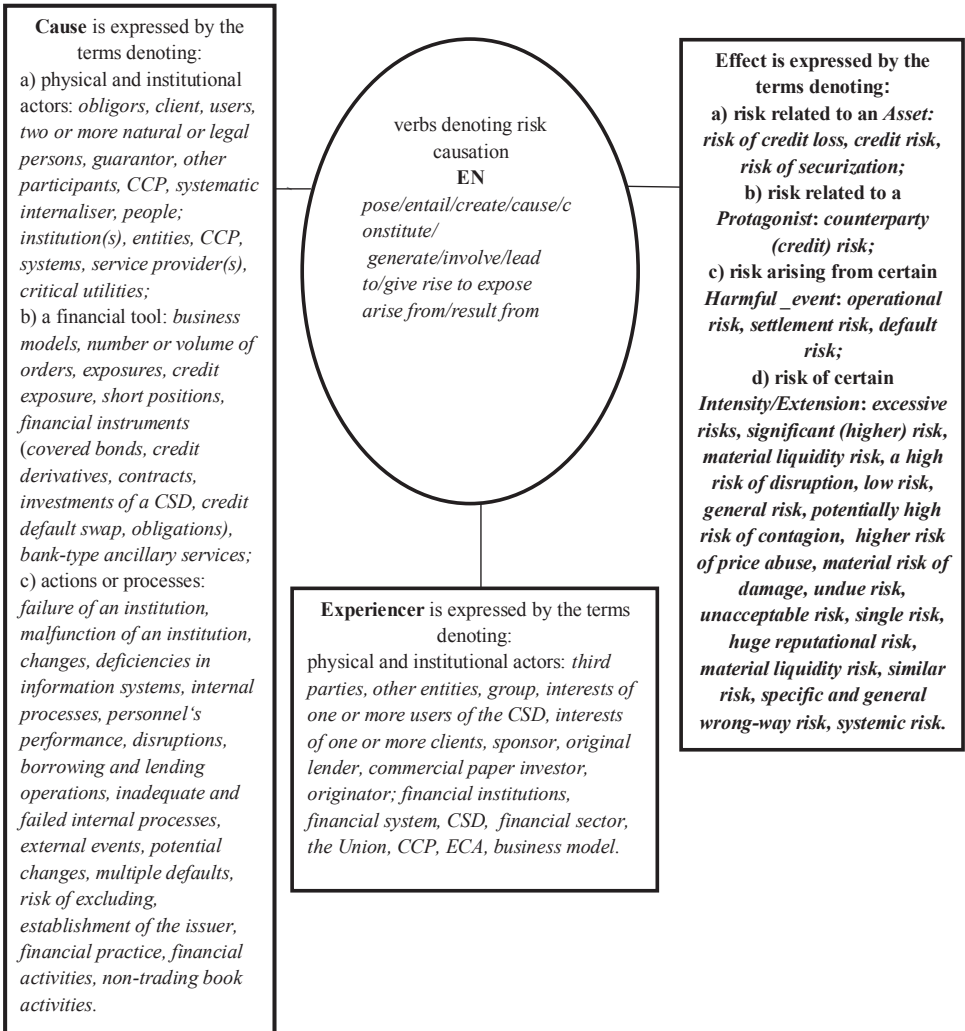 Cause is expressed by the
terms denoting:
a) physical and institutional
actors: obligors, client, users,
two or more natural or legal
persons, guarantor, other
participants, CCP, systematic
internaliser, people;
institution(s), entities, CCP,
systems, service provider(s),
critical utilities;
b) a financial tool: business
models, number or volume of
orders, exposures, credit
exposure, short positions,
financial instruments
(covered bonds, credit
derivatives, contracts,
investments of a CSD, credit
default swap, obligations),
bank-type ancillary services;
c) actions or processes:
failure of an institution,
malfunction of an institution,
changes, deficiencies in
information systems, internal
processes, personnel‘s
performance, disruptions,
borrowing and lending
operations, inadequate and
failed internal processes,
external events, potential
changes, multiple defaults,
risk of excluding,
establishment of the issuer,
financial practice, financial
activities, non-trading book
activities.
verbs denoting risk
causation
EN
pose/entail/create/cause/c
onstitute/
generate/involve/lead
to/give rise to expose
arise from/result from
Experiencer is expressed by the terms
denoting:
physical and institutional actors: third
parties, other entities, group, interests of
one or more users of the CSD, interests
of one or more clients, sponsor, original
lender, commercial paper investor,
originator; financial institutions,
financial system, CSD, financial sector,
the Union, CCP, ECA, business model.
Effect is expressed by the
terms denoting:
a) risk related to an Asset:
risk of credit loss, credit risk,
risk of securization;
b) risk related to a
Protagonist: counterparty
(credit) risk;
c) risk arising from certain
Harmful_event: operational
risk, settlement risk, default
risk;
d) risk of certain
Intensity/Extension: excessive
risks, significant (higher) risk,
material liquidity risk, a high
risk of disruption, low risk,
general risk, potentially high
risk of contagion, higher risk
of price abuse, material risk of
damage, undue risk,
unacceptable risk, single risk,
huge reputational risk,
material liquidity risk, similar
risk, specific and general
wrong-way risk, systemic risk.